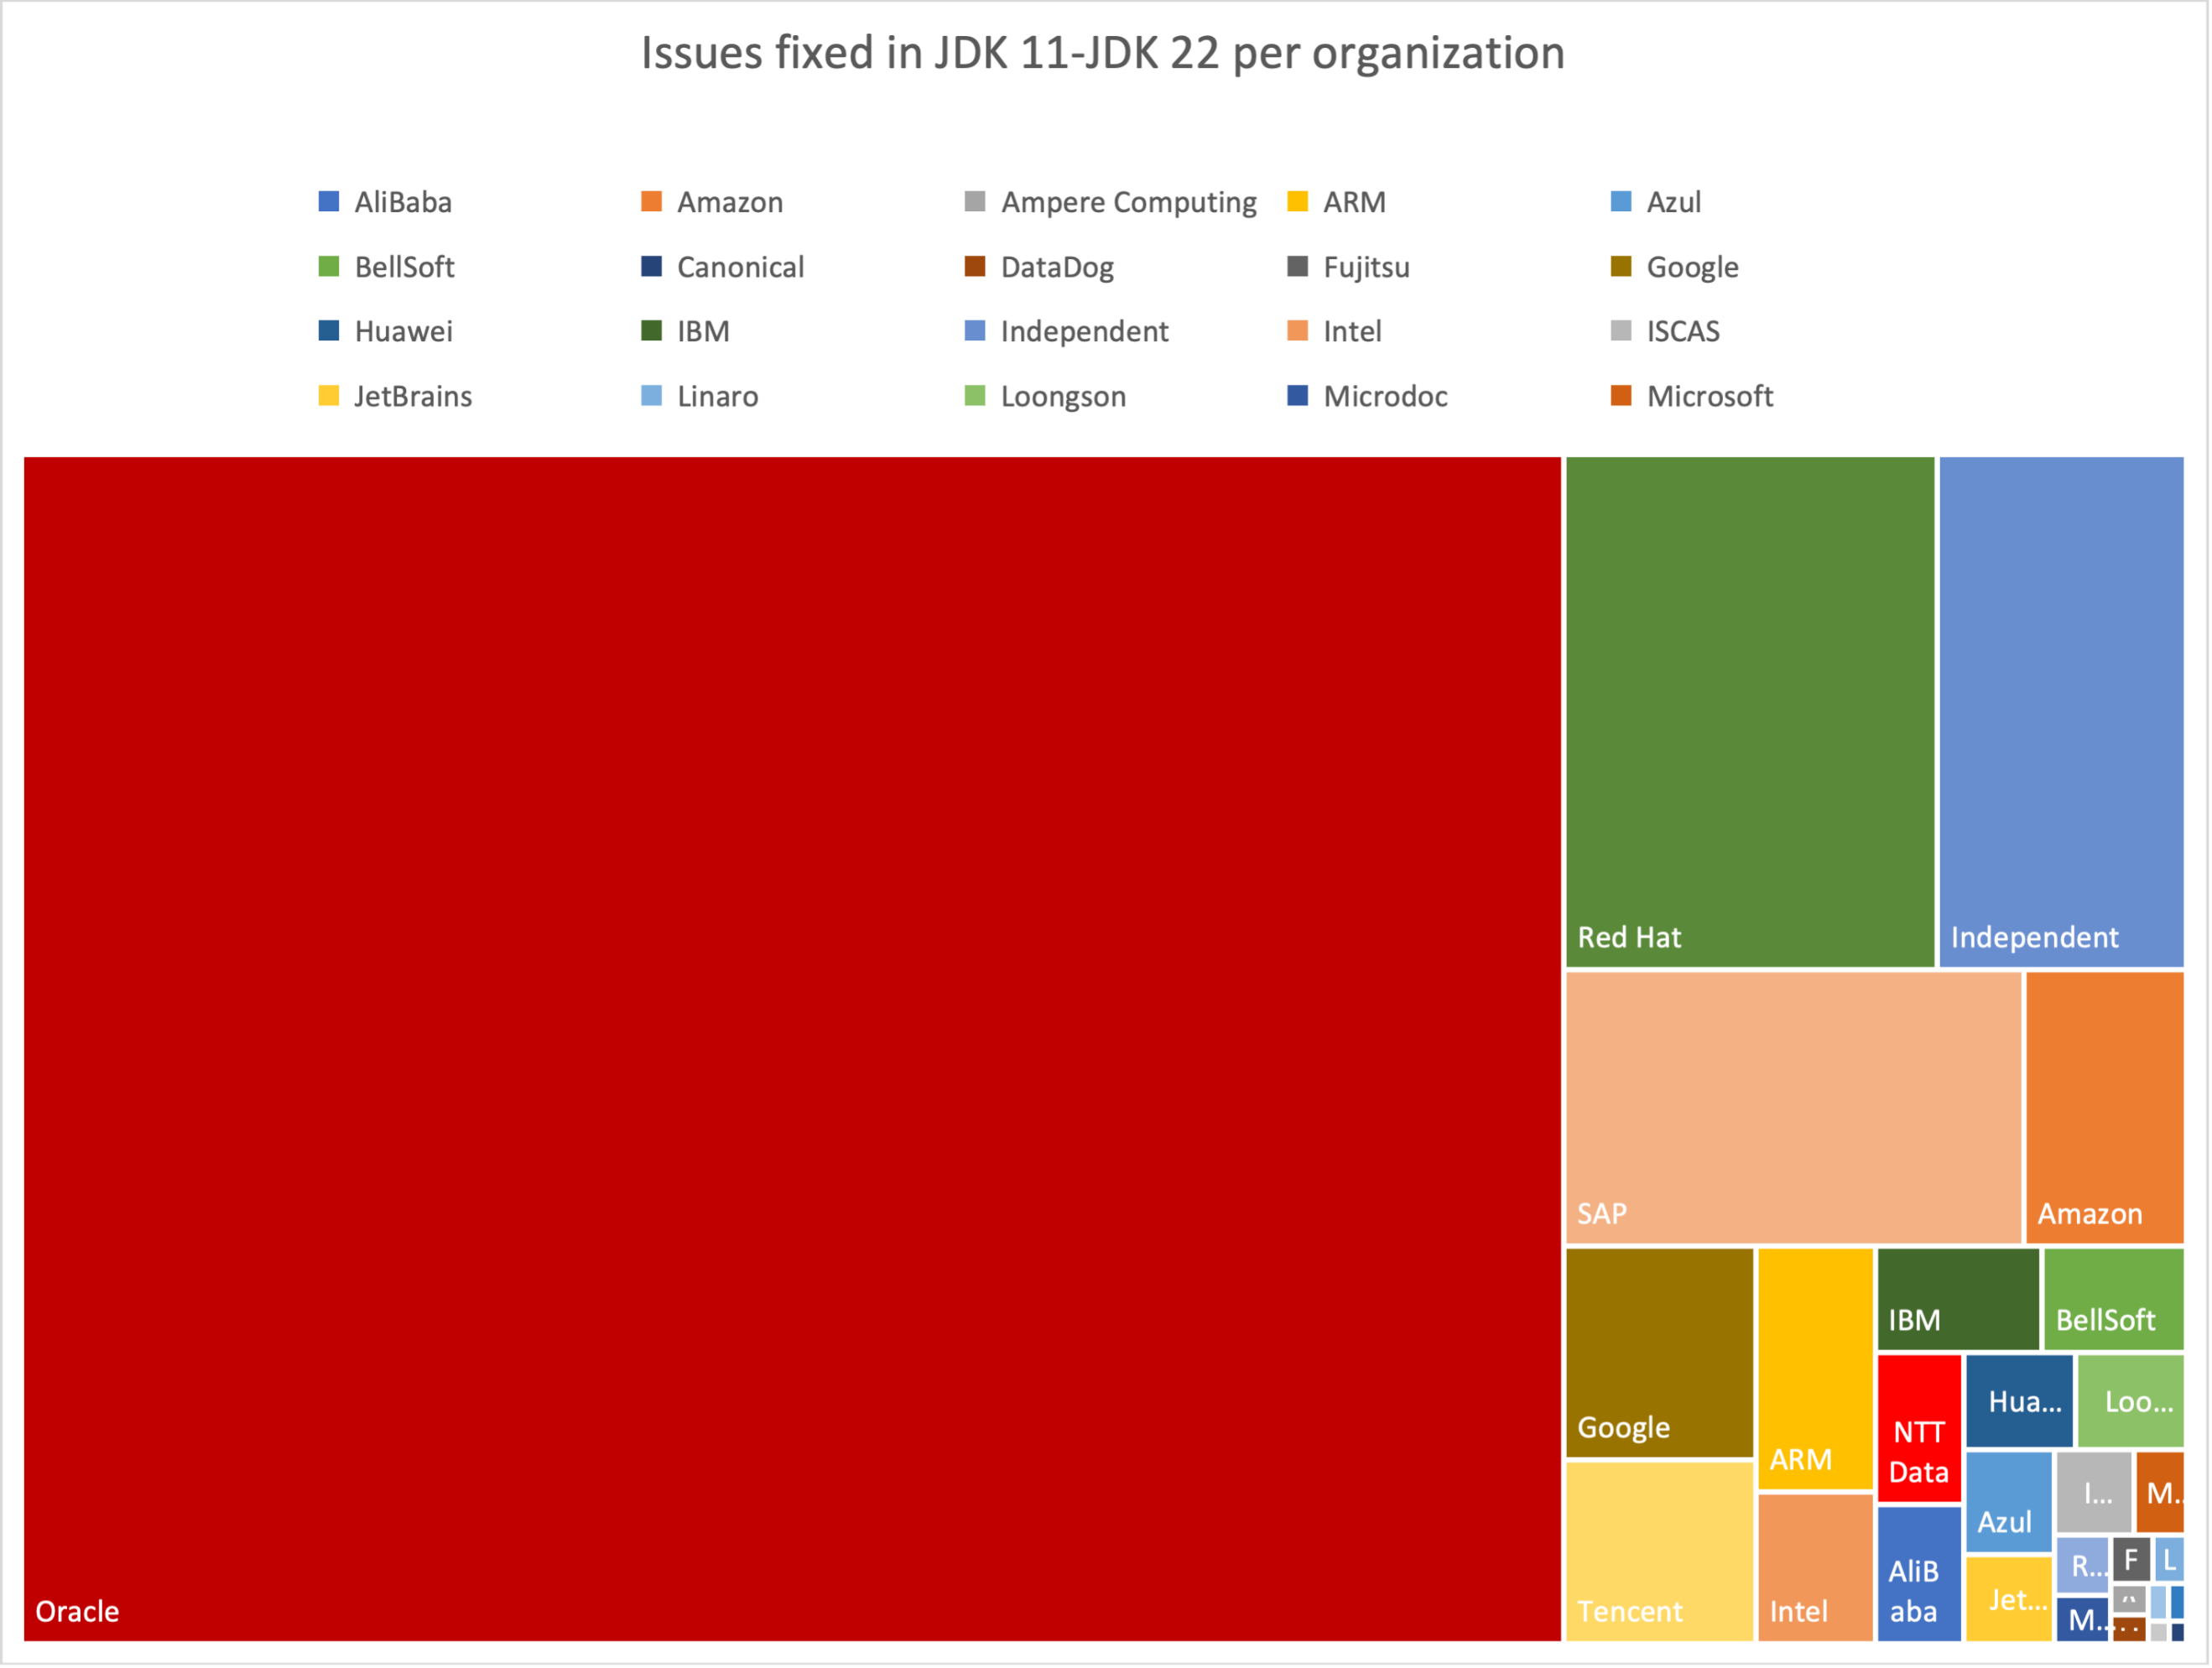 Issues fixed in JDK 11-JDK 22 per organization
AliBaba Amazon Ampere Computing ARM Azul
BellSoft Canonical DataDog Fujitsu Google
Huawei IBM Independent Intel ISCAS
JetBrains Linaro Loongson Microdoc Microsoft
Oracle
Red Hat
Independent
SAP
Amazon
Google
Tencent
ARM
Intel
IBM
BellSoft
NTT
Data
AliB
aba
Hua...
Loo...
Azul
Jet...
I...
M..
R...
F
L
M...